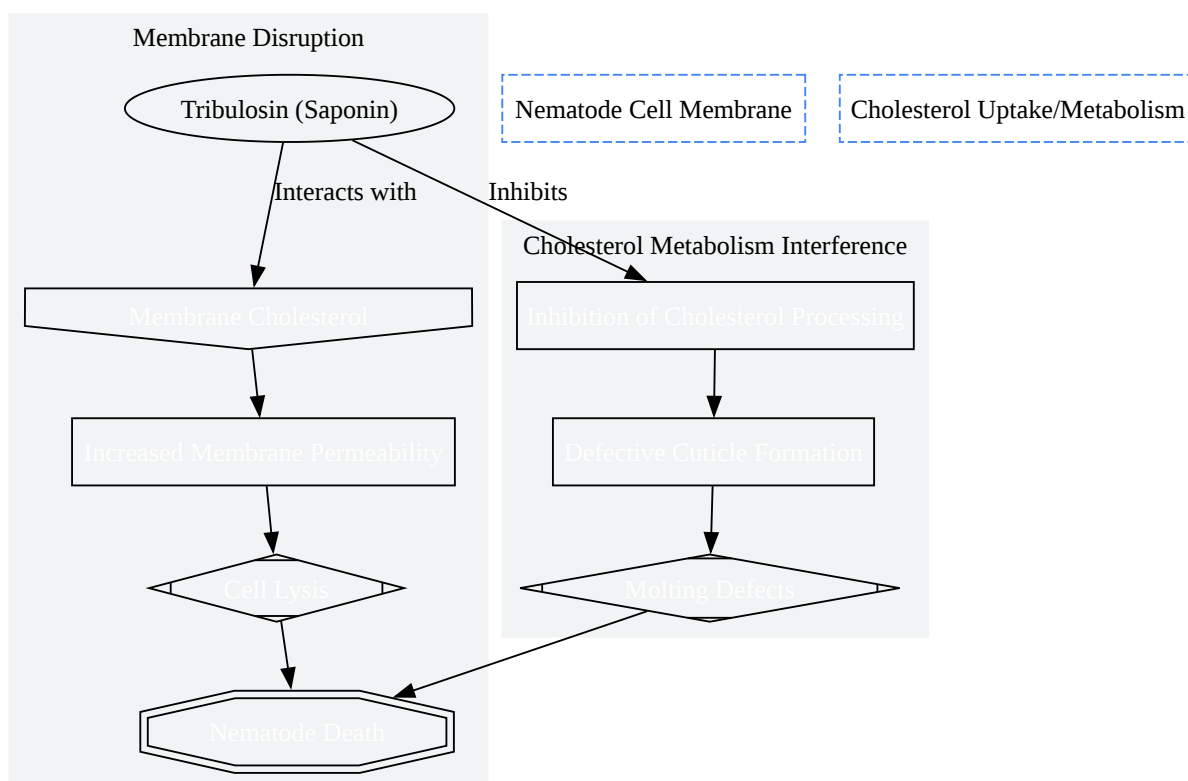 Membrane Disruption
Tribulosin (Saponin)
Nematode Cell Membrane
Cholesterol Uptake/Metabolism
Interacts with
Inhibits
Cholesterol Metabolism Interference
Membrane Cholesterol
Inhibition of Cholesterol Processing
Increased Membrane Permeability
Defective Cuticle Formation
Cell Lysis
Molting Defects
Nematode Death